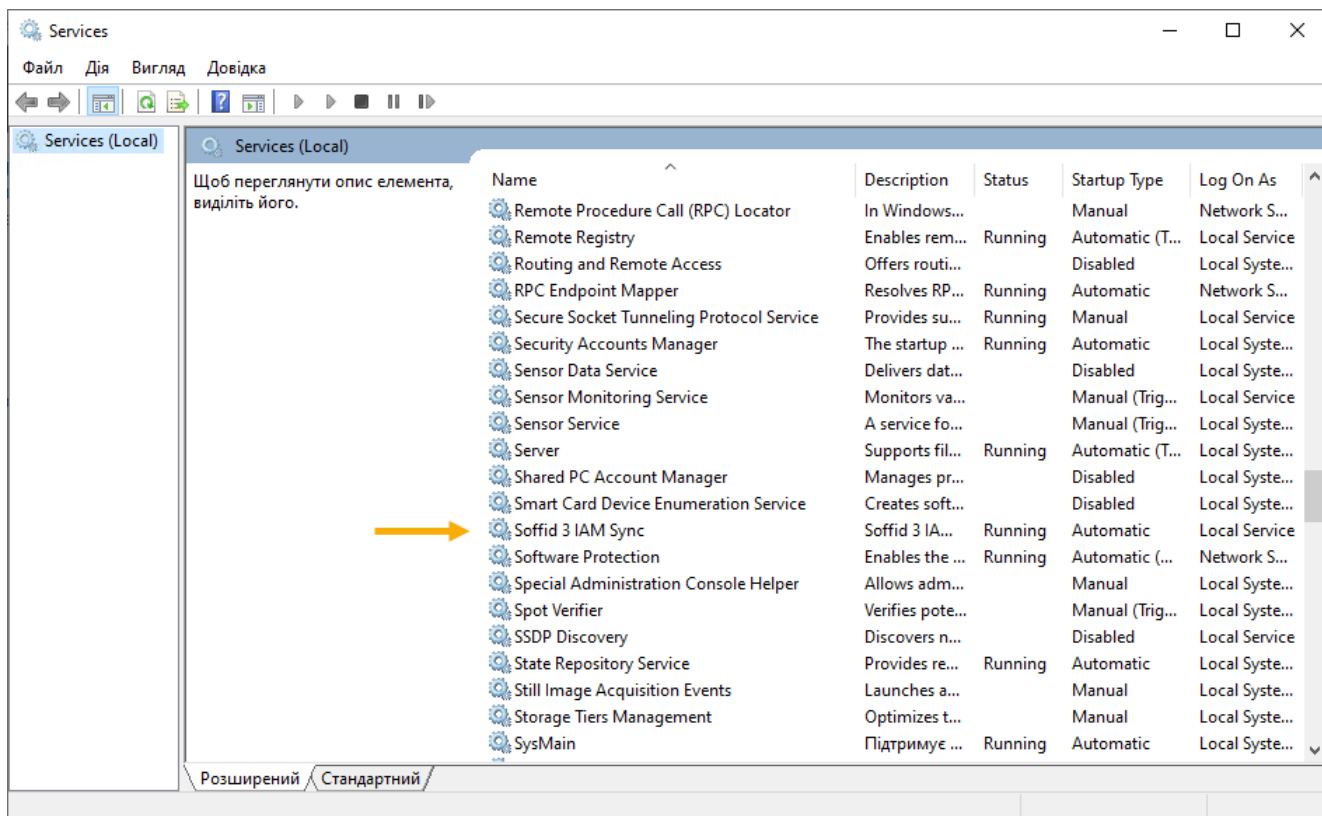 Services
Файл Дія Вигляд Довідка
Services (Local)
Services (Local)
Щоб переглянути опис елемента,
виділіть його.
Name Description Status Startup Type Log On As
Remote Procedure Call (RPC) Locator In Windows... Manual Network S...
Remote Registry Enables rem... Running Automatic (T... Local Service
Routing and Remote Access Offers routi... Disabled Local Syste...
RPC Endpoint Mapper Resolves RP... Running Automatic Network S...
Secure Socket Tunneling Protocol Service Provides su... Running Manual Local Service
Security Accounts Manager The startup ... Running Automatic Local Syste...
Sensor Data Service Delivers dat... Disabled Local Syste...
Sensor Monitoring Service Monitors va... Manual (Trig... Local Service
Sensor Service A service fo... Manual (Trig... Local Syste...
Server Supports fil... Running Automatic (T... Local Syste...
Shared PC Account Manager Manages pr... Disabled Local Syste...
Smart Card Device Enumeration Service Creates soft... Disabled Local Syste...
Soffid 3 IAM Sync Soffid 3 IA... Running Automatic Local Service
Software Protection Enables the ... Running Automatic (... Network S...
Special Administration Console Helper Allows adm... Manual Local Syste...
Spot Verifier Verifies pote... Manual (Trig... Local Syste...
SSDP Discovery Discovers n... Disabled Local Service
State Repository Service Provides re... Running Automatic Local Syste...
Still Image Acquisition Events Launches a... Manual Local Syste...
Storage Tiers Management Optimizes t... Manual Local Syste...
SysMain Підтримує ... Running Automatic Local Syste...
Розширений Стандартний